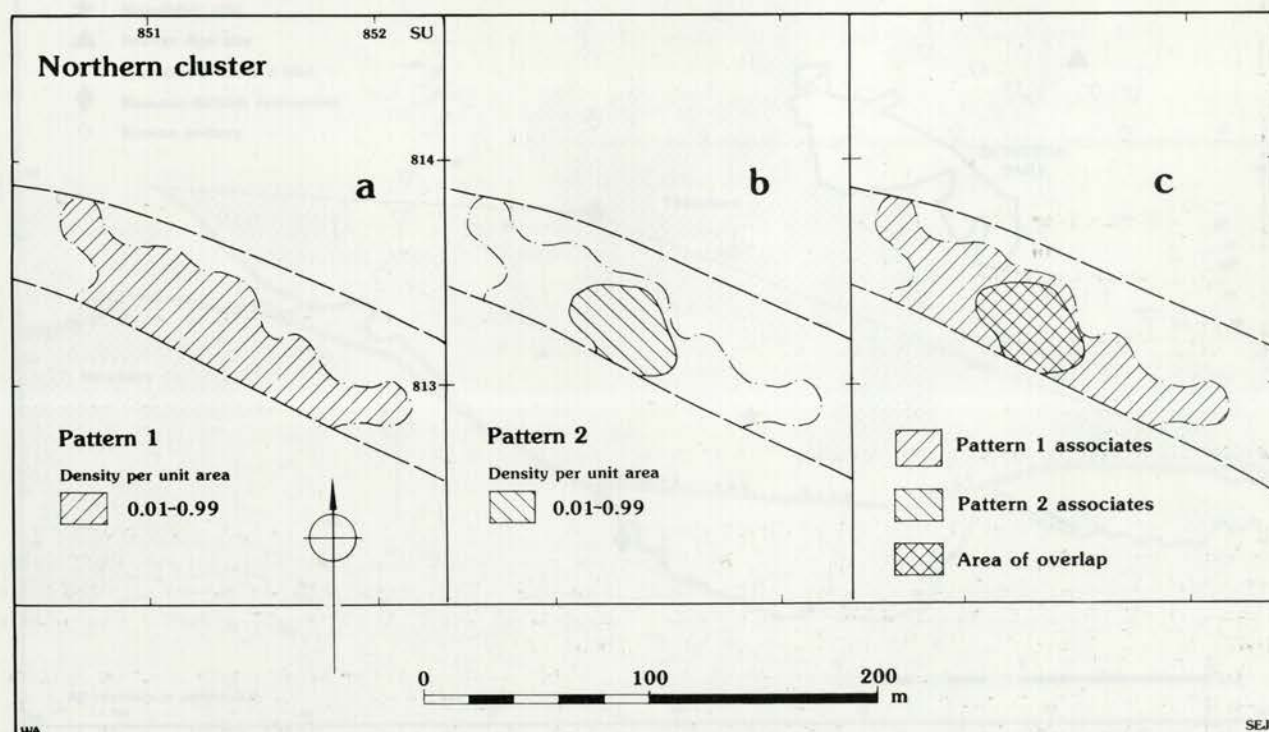 851 852 SU
Northern cluster
814
a
b
c
813
Pattern 1
Density per unit area
0.01-0.99
Pattern 2
Density per unit area
0.01-0.99
Pattern 1 associates
Pattern 2 associates
Area of overlap
0 100 200
m
WA
SEJ